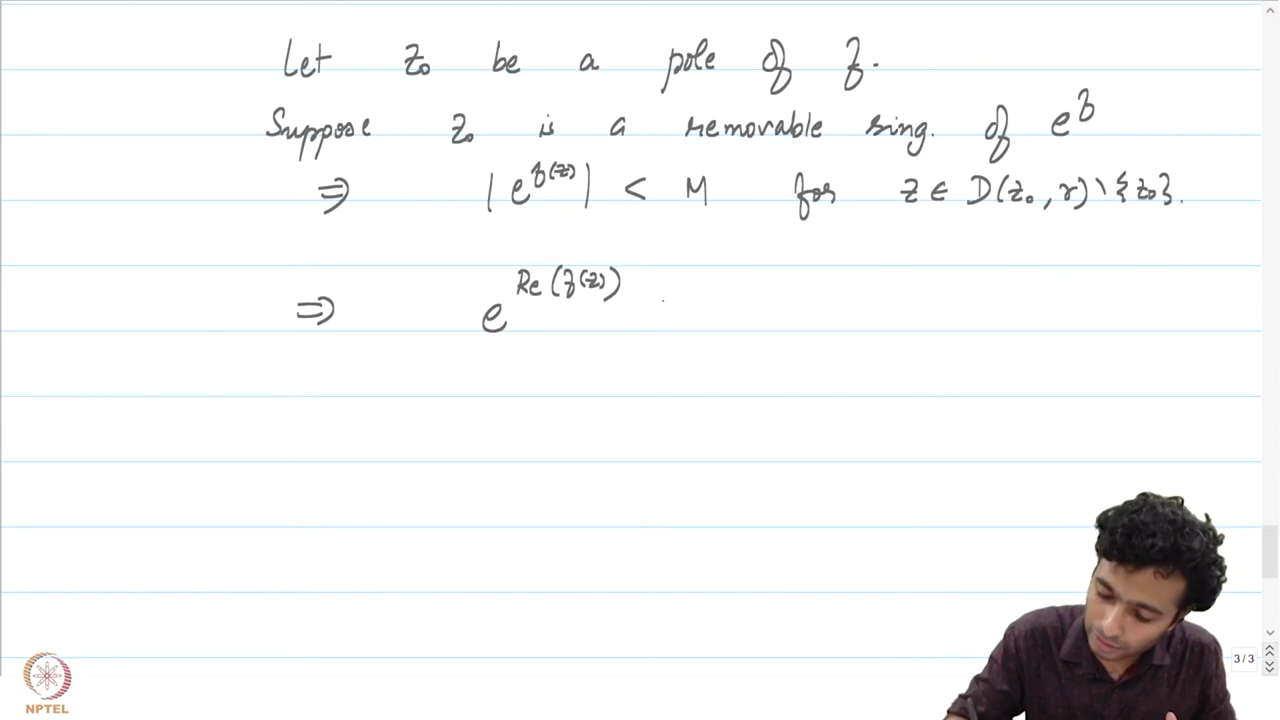 Let z₀ be a pole of f.
Suppose z₀ is a removable sing. of e^f
⇒ |e^{f(z)}| < M for z ∈ D(z₀, r) \ {z₀}.
⇒ e^{Re(f(z))}
3 / 3
NPTEL